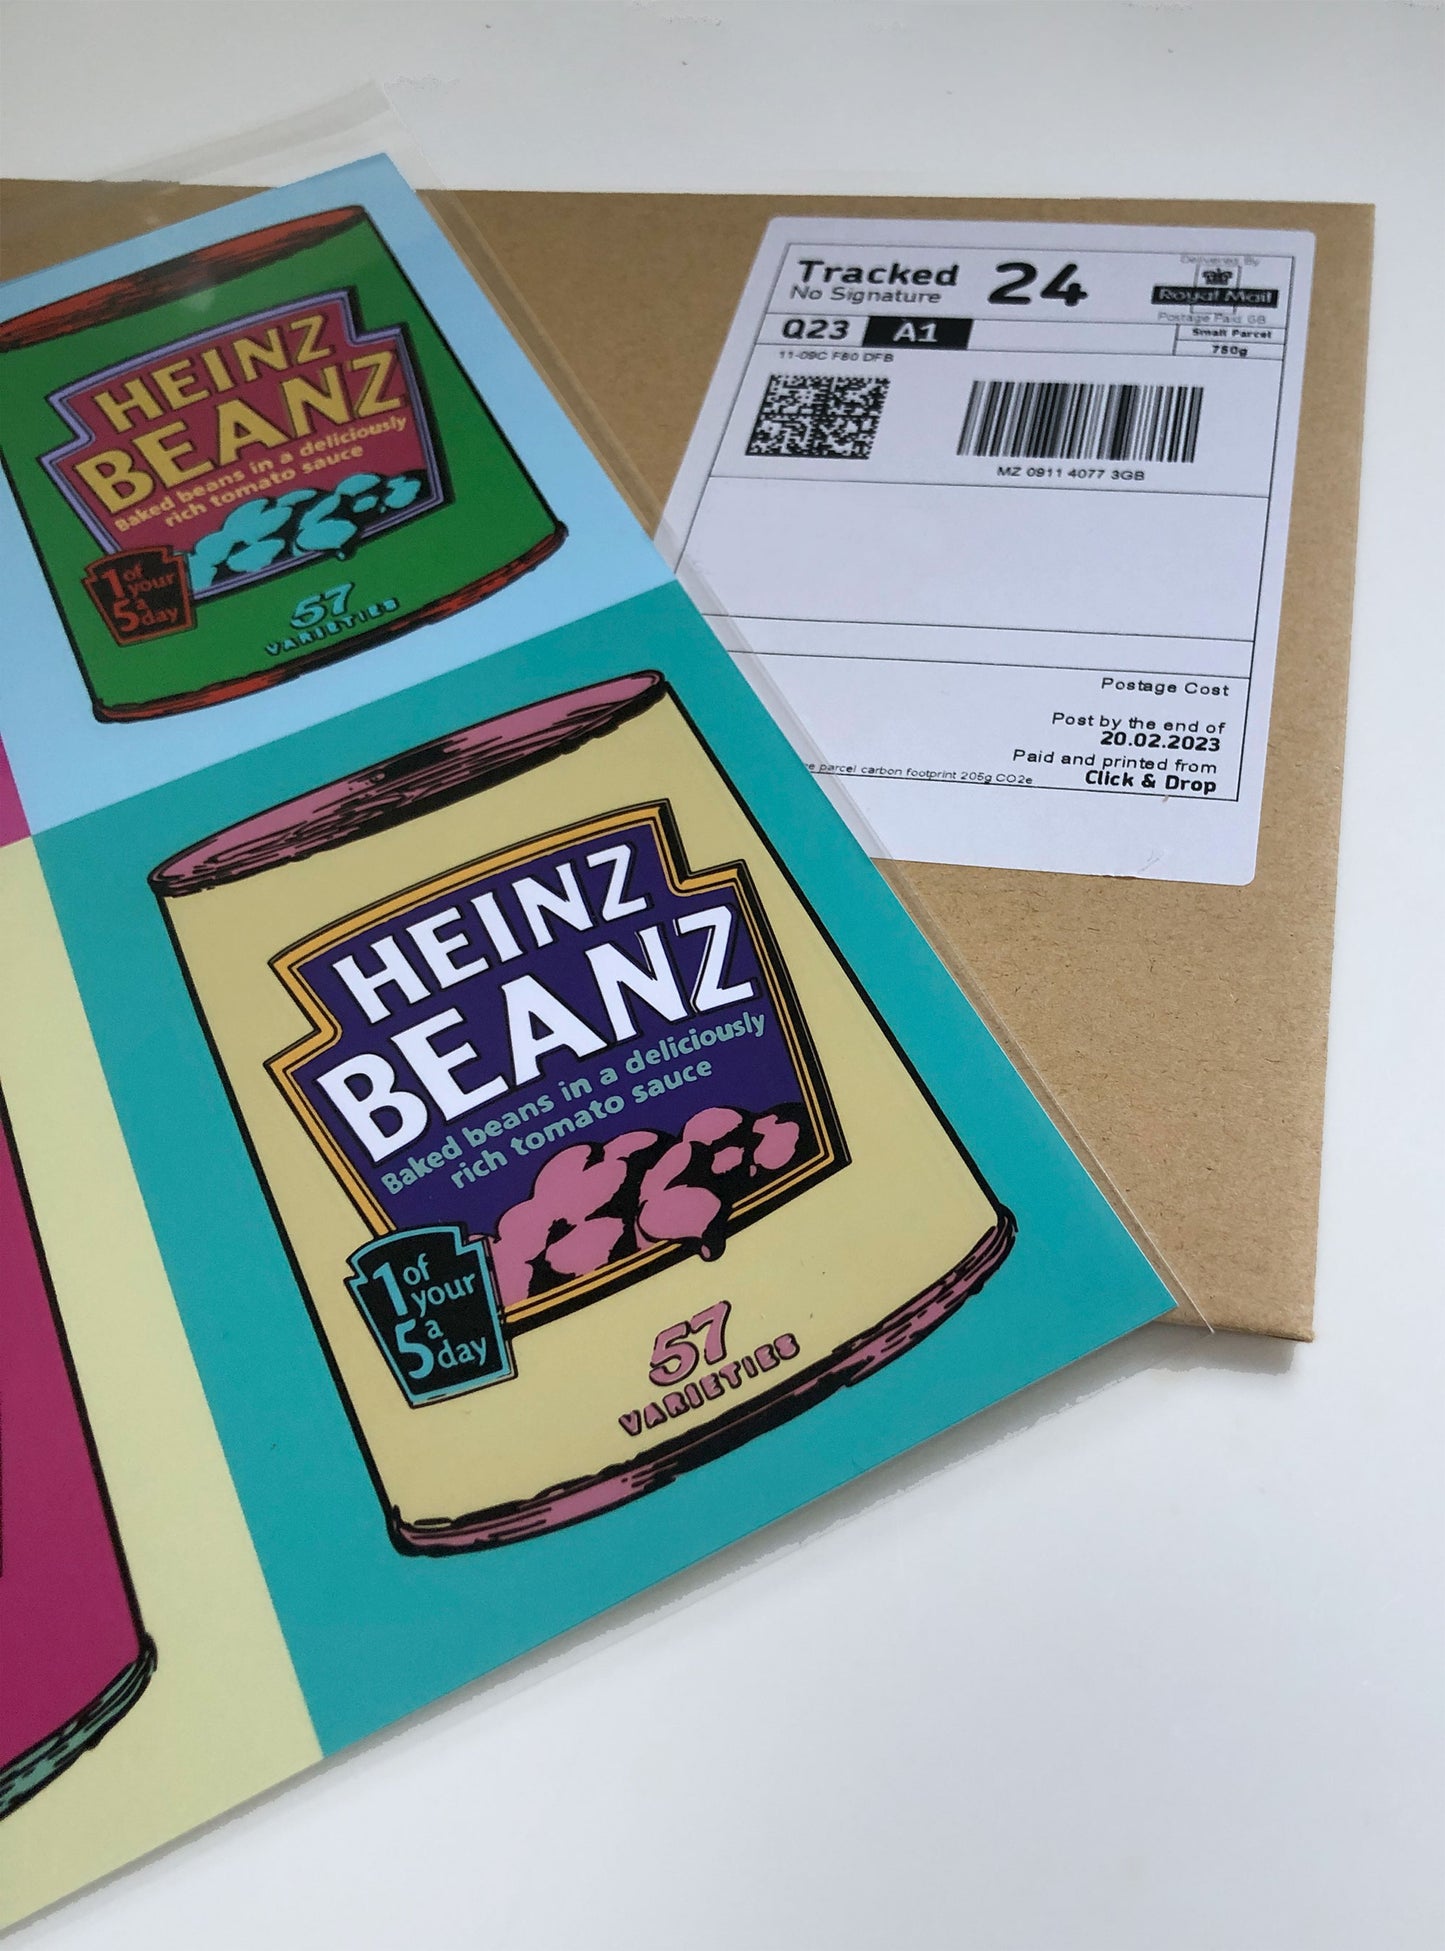 HEINZ
BEANZ
Baked beans in a deliciously
rich tomato sauce
1 of
your
5 a
day
57
VARIETIES
HEINZ
BEANZ
Baked beans in a deliciously
rich tomato sauce
1 of
your
5 a
day
57
VARIETIES
Tracked 24
No Signature
Delivered By
Royal Mail
Postage Paid GB
Q23 A1
Small Parcel
750g
11-09C F80 DFB
MZ 0911 4077 3GB
Postage Cost
Post by the end of
20.02.2023
Paid and printed from
Click & Drop
parcel carbon footprint 205g CO2e